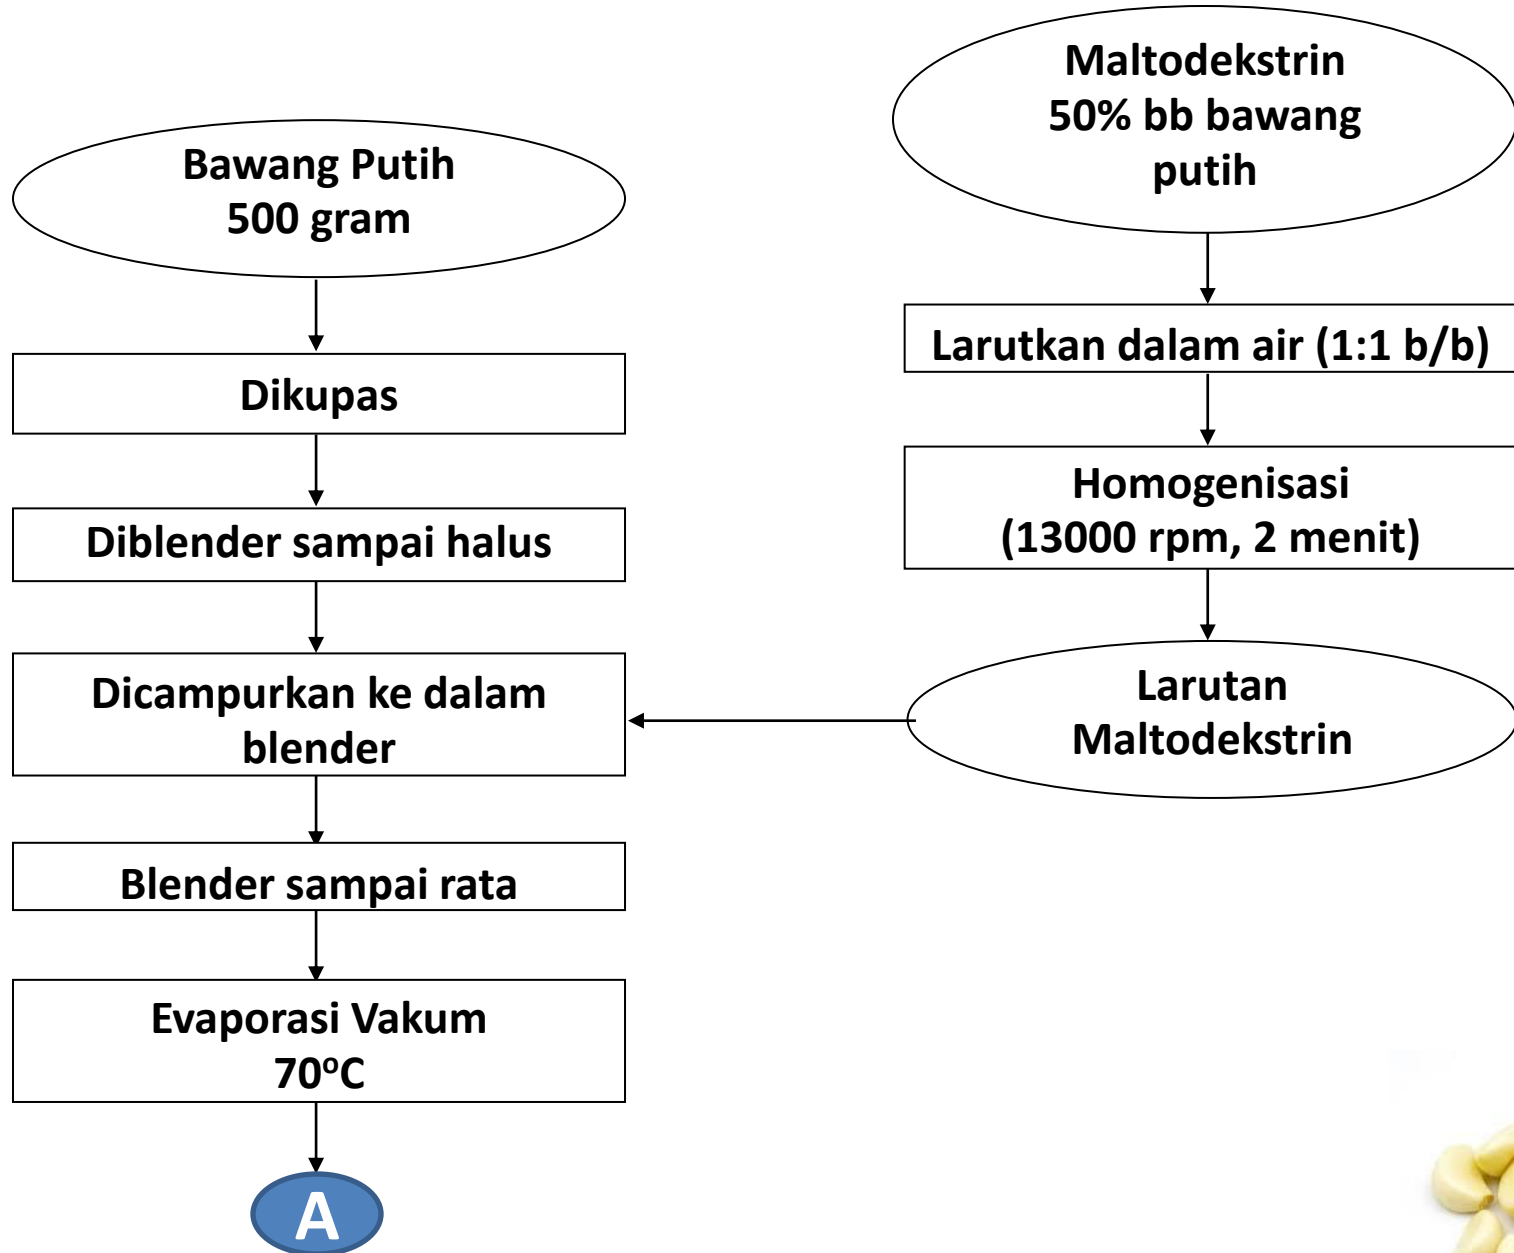 Bawang Putih
500 gram
Dikupas
Diblender sampai halus
Dicampurkan ke dalam
blender
Blender sampai rata
Evaporasi Vakum
70°C
A
Maltodekstrin
50% bb bawang
putih
Larutkan dalam air (1:1 b/b)
Homogenisasi
(13000 rpm, 2 menit)
Larutan
Maltodekstrin